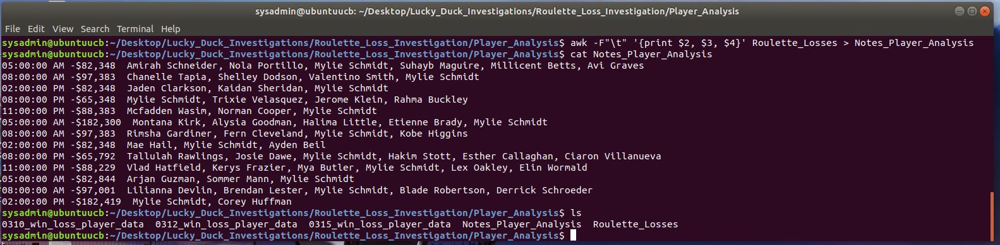 sysadmin@ubuntuucb: ~/Desktop/Lucky_Duck_Investigations/Roulette_Loss_Investigation/Player_Analysis
File Edit View Search Terminal Help
sysadmin@ubuntuucb:~/Desktop/Lucky_Duck_Investigations/Roulette_Loss_Investigation/Player_Analysis$ awk -F"\t" '{print $2, $3, $4}' Roulette_Losses > Notes_Player_Analysis
sysadmin@ubuntuucb:~/Desktop/Lucky_Duck_Investigations/Roulette_Loss_Investigation/Player_Analysis$ cat Notes_Player_Analysis
05:00:00 AM -$82,348  Amirah Schneider, Nola Portillo, Mylie Schmidt, Suhayb Maguire, Millicent Betts, Avi Graves
08:00:00 AM -$97,383  Chanelle Tapia, Shelley Dodson, Valentino Smith, Mylie Schmidt
02:00:00 PM -$82,348  Jaden Clarkson, Kaidan Sheridan, Mylie Schmidt
08:00:00 PM -$65,348  Mylie Schmidt, Trixie Velasquez, Jerome Klein, Rahma Buckley
11:00:00 PM -$88,383  Mcfadden Wasim, Norman Cooper, Mylie Schmidt
05:00:00 AM -$182,300  Montana Kirk, Alysia Goodman, Halima Little, Etienne Brady, Mylie Schmidt
08:00:00 AM -$97,383  Rimsha Gardiner, Fern Cleveland, Mylie Schmidt, Kobe Higgins
02:00:00 PM -$82,348  Mae Hail, Mylie Schmidt, Ayden Beil
08:00:00 PM -$65,792  Tallulah Rawlings, Josie Dawe, Mylie Schmidt, Hakim Stott, Esther Callaghan, Ciaron Villanueva
11:00:00 PM -$88,229  Vlad Hatfield, Kerys Frazier, Mya Butler, Mylie Schmidt, Lex Oakley, Elin Wormald
05:00:00 AM -$82,844  Arjan Guzman, Sommer Mann, Mylie Schmidt
08:00:00 AM -$97,001  Lilianna Devlin, Brendan Lester, Mylie Schmidt, Blade Robertson, Derrick Schroeder
02:00:00 PM -$182,419  Mylie Schmidt, Corey Huffman
sysadmin@ubuntuucb:~/Desktop/Lucky_Duck_Investigations/Roulette_Loss_Investigation/Player_Analysis$ ls
0310_win_loss_player_data  0312_win_loss_player_data  0315_win_loss_player_data  Notes_Player_Analysis  Roulette_Losses
sysadmin@ubuntuucb:~/Desktop/Lucky_Duck_Investigations/Roulette_Loss_Investigation/Player_Analysis$